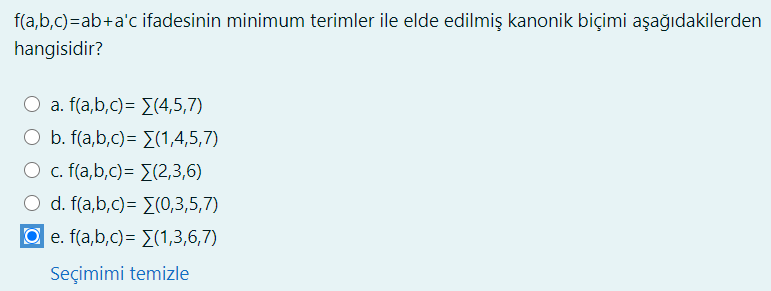 f(a,b,c)=ab+a'c ifadesinin minimum terimler ile elde edilmiş kanonik biçimi aşağıdakilerden
hangisidir?
a. f(a,b,c)= ∑(4,5,7)
b. f(a,b,c)= ∑(1,4,5,7)
c. f(a,b,c)= ∑(2,3,6)
d. f(a,b,c)= ∑(0,3,5,7)
e. f(a,b,c)= ∑(1,3,6,7)
Seçimimi temizle